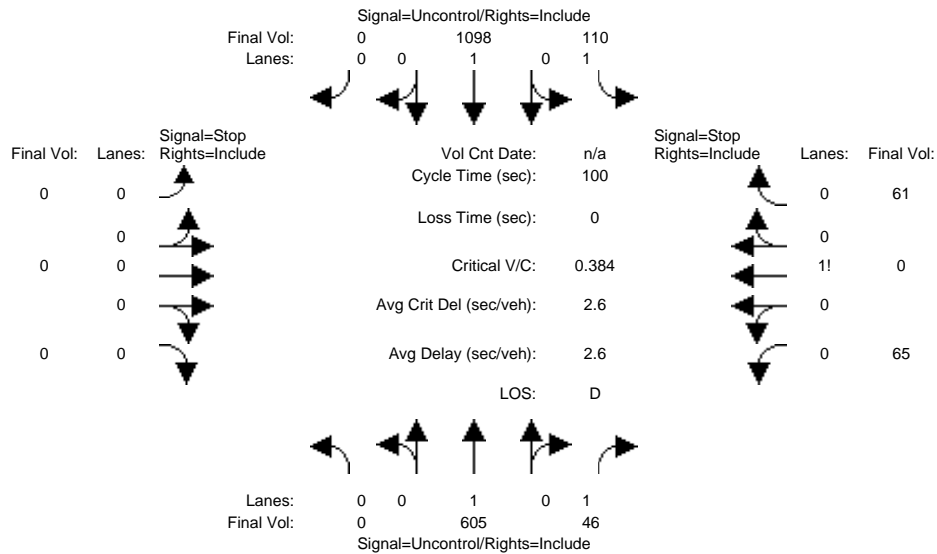 Signal=Uncontrol/Rights=Include
Final Vol: 0 1098 110
Lanes: 0 0 1 0 1
Signal=Stop Signal=Stop
Final Vol: Lanes: Rights=Include Vol Cnt Date: n/a Rights=Include Lanes: Final Vol:
Cycle Time (sec): 100
0 0 0 61
Loss Time (sec): 0
0 0
0 0 Critical V/C: 0.384 1! 0
0 Avg Crit Del (sec/veh): 2.6 0
0 0 Avg Delay (sec/veh): 2.6 0 65
LOS: D
Lanes: 0 0 1 0 1
Final Vol: 0 605 46
Signal=Uncontrol/Rights=Include